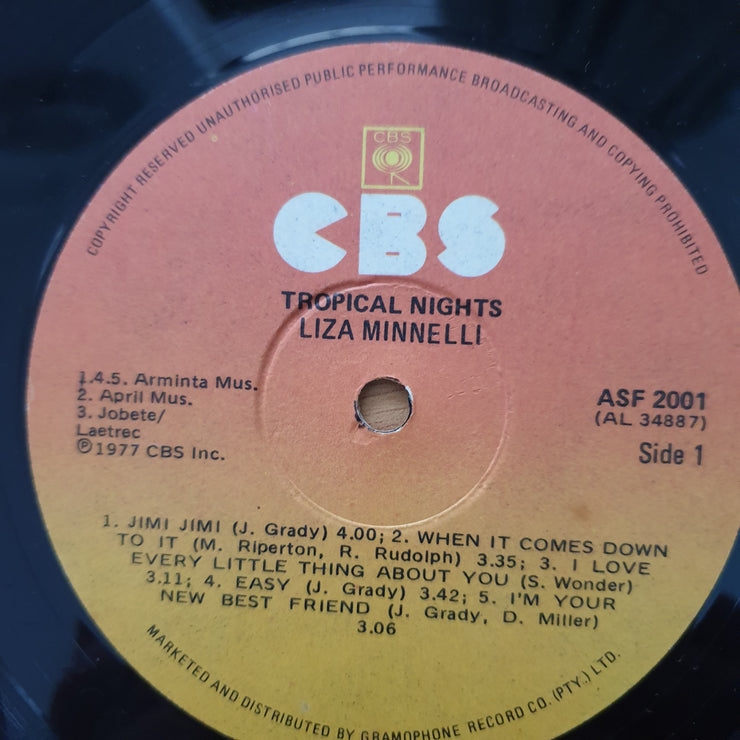 COPYRIGHT RESERVED UNAUTHORISED PUBLIC PERFORMANCE BROADCASTING AND COPYING PROHIBITED
CBS
CBS
TROPICAL NIGHTS
LIZA MINNELLI
1.4.5. Arminta Mus.
2. April Mus.
3. Jobete/
Laetrec
Ⓟ1977 CBS Inc.
ASF 2001
(AL 34887)
Side 1
1. JIMI JIMI (J. Grady) 4.00; 2. WHEN IT COMES DOWN
TO IT (M. Riperton, R. Rudolph) 3.35; 3. I LOVE
EVERY LITTLE THING ABOUT YOU (S. Wonder)
3.11; 4. EASY (J. Grady) 3.42; 5. I'M YOUR
NEW BEST FRIEND (J. Grady, D. Miller)
3.06
MARKETED AND DISTRIBUTED BY GRAMOPHONE RECORD CO. (PTY.) LTD.